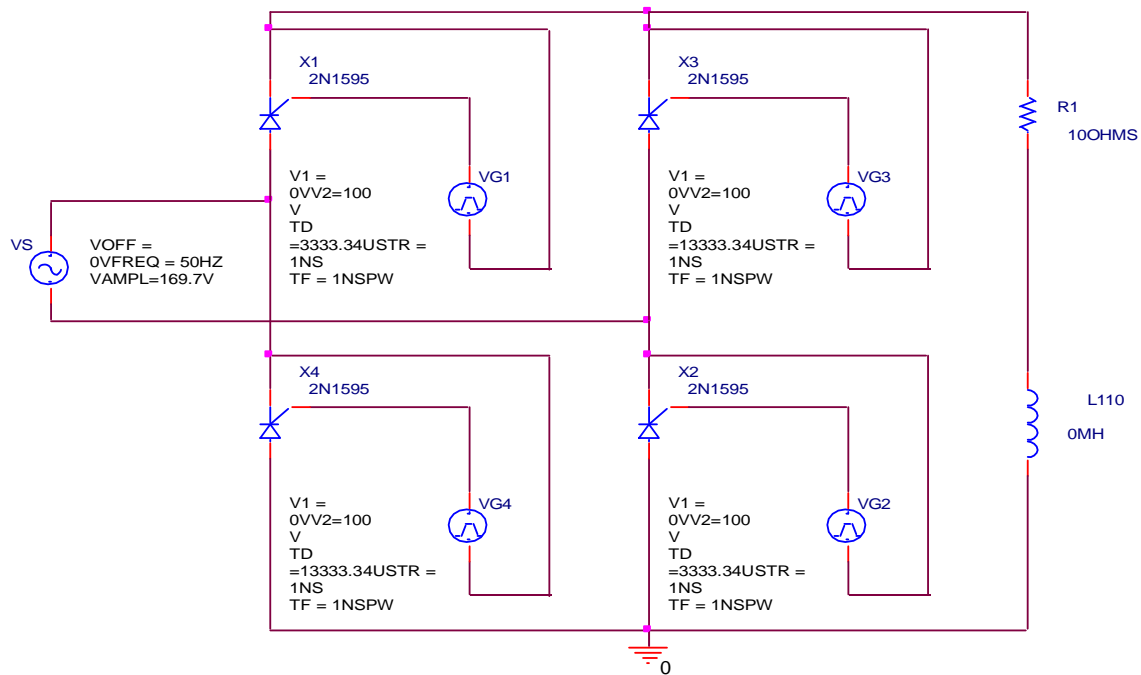 X1
2N1595
X3
2N1595
R1
10OHMS
V1 =
0VV2=100
V
TD
=3333.34USTR =
1NS
TF = 1NSPW
VG1
V1 =
0VV2=100
V
TD
=13333.34USTR =
1NS
TF = 1NSPW
VG3
VS
VOFF =
0VFREQ = 50HZ
VAMPL=169.7V
X4
2N1595
X2
2N1595
L110
0MH
V1 =
0VV2=100
V
TD
=13333.34USTR =
1NS
TF = 1NSPW
VG4
V1 =
0VV2=100
V
TD
=3333.34USTR =
1NS
TF = 1NSPW
VG2
0